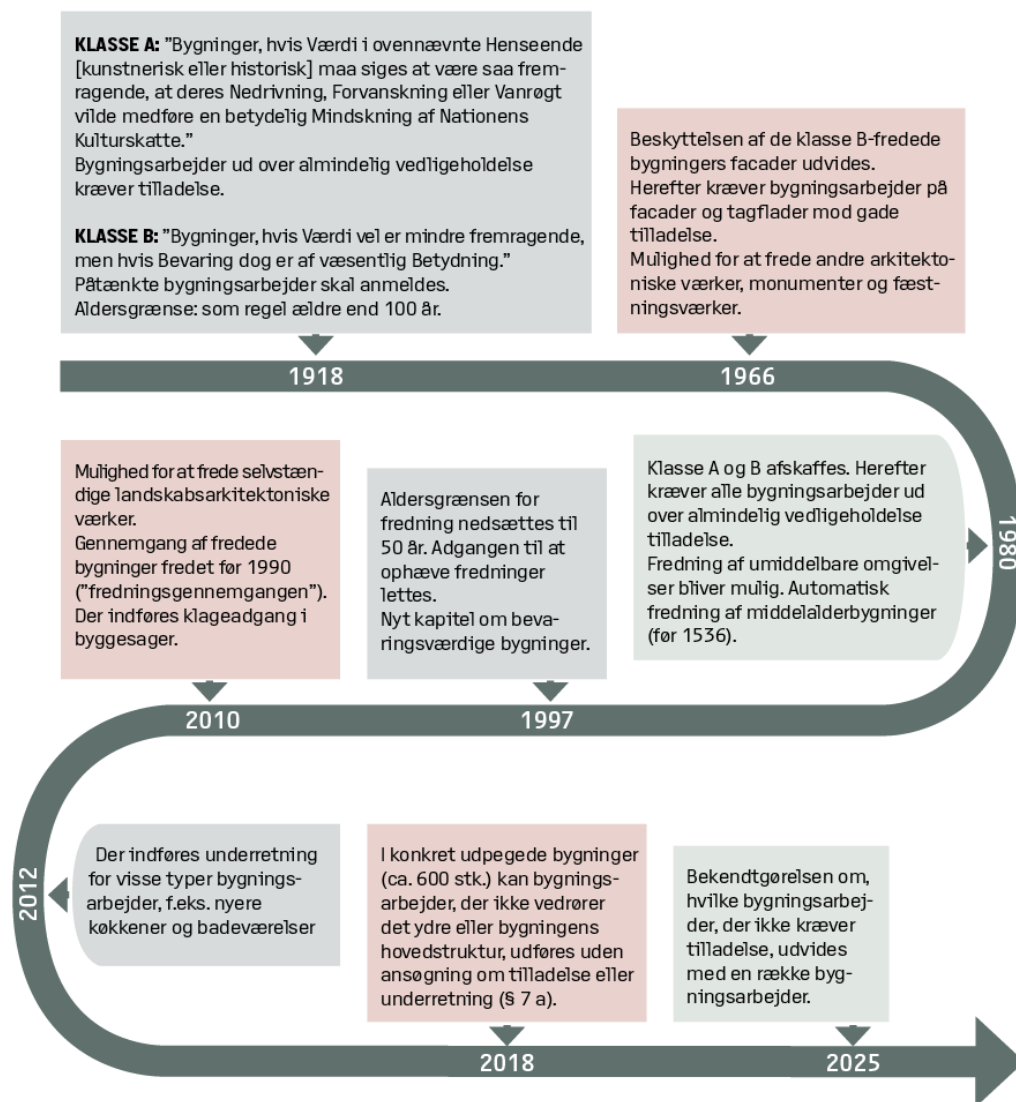 KLASSE A: ”Bygninger, hvis Værdi i ovennævnte Henseende
[kunstnerisk eller historisk] maa siges at være saa frem-
ragende, at deres Nedrivning, Forvanskning eller Vanrøgt
vilde medføre en betydelig Mindskning af Nationens
Kulturskatte.”
Bygningsarbejder ud over almindelig vedligeholdelse
kræver tilladelse.
KLASSE B: ”Bygninger, hvis Værdi vel er mindre fremragende,
men hvis Bevaring dog er af væsentlig Betydning.”
Påtænkte bygningsarbejder skal anmeldes.
Aldersgrænse: som regel ældre end 100 år.
1918
Beskyttelsen af de klasse B-fredede
bygningers facader udvides.
Herefter kræver bygningsarbejder på
facader og tagflader mod gade
tilladelse.
Mulighed for at frede andre arkitekto-
niske værker, monumenter og fæst-
ningsværker.
1966
Klasse A og B afskaffes. Herefter
kræver alle bygningsarbejder ud
over almindelig vedligeholdelse
tilladelse.
Fredning af umiddelbare omgivel-
ser bliver mulig. Automatisk
fredning af middelalderbygninger
(før 1536).
1980
Aldersgrænsen for
fredning nedsættes til
50 år. Adgangen til at
ophæve fredninger
lettes.
Nyt kapitel om beva-
ringsværdige bygninger.
1997
Mulighed for at frede selvstæn-
dige landskabsarkitektoniske
værker.
Gennemgang af fredede
bygninger fredet før 1990
(”fredningsgennemgangen”).
Der indføres klageadgang i
byggesager.
2010
Der indføres underretning
for visse typer bygnings-
arbejder, f.eks. nyere
køkkener og badeværelser
2012
I konkret udpegede bygninger
(ca. 600 stk.) kan bygnings-
arbejder, der ikke vedrører
det ydre eller bygningens
hovedstruktur, udføres uden
ansøgning om tilladelse eller
underretning (§ 7 a).
2018
Bekendtgørelsen om,
hvilke bygningsarbej-
der, der ikke kræver
tilladelse, udvides
med en række byg-
ningsarbejder.
2025